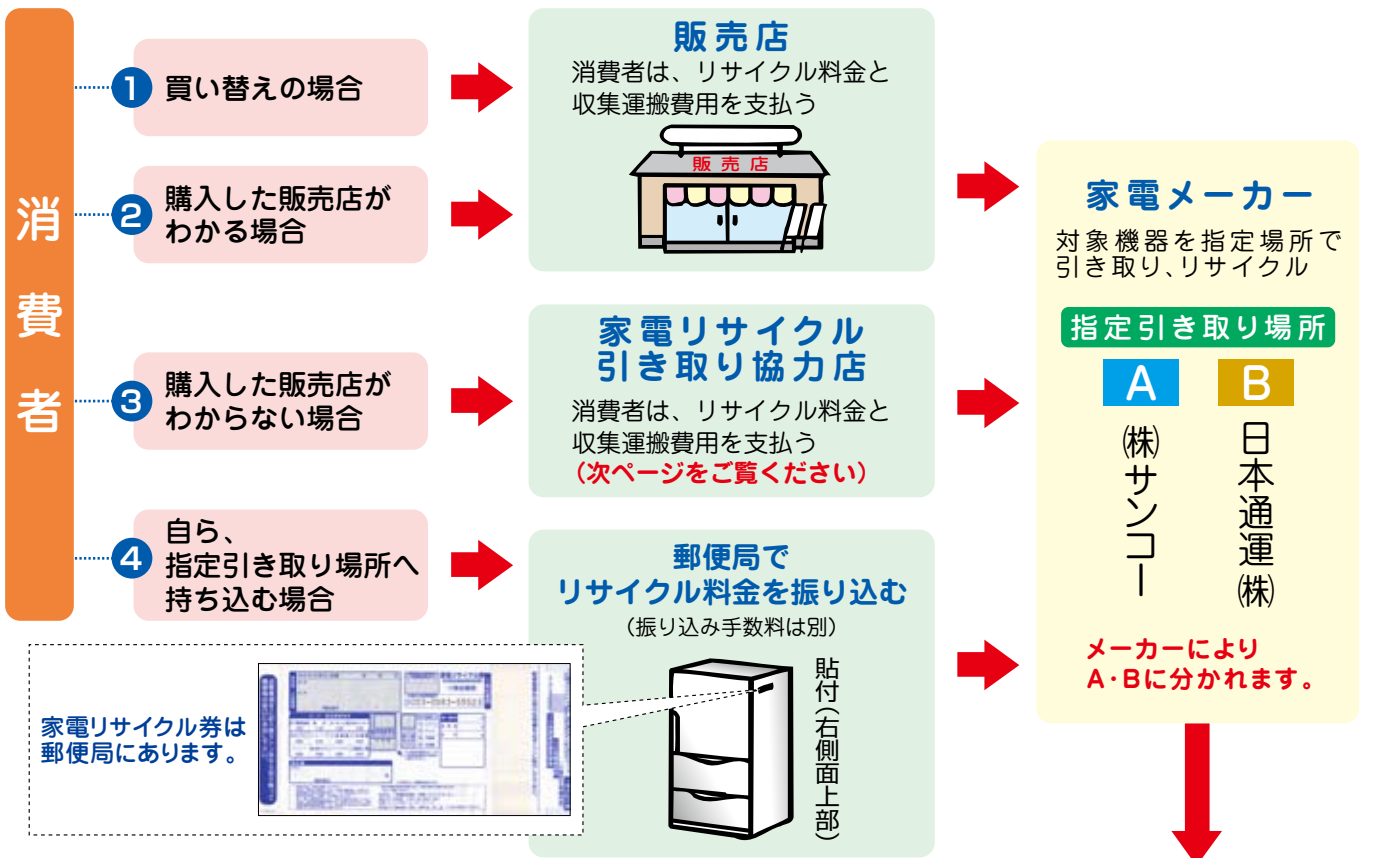 消費者
1 買い替えの場合
2 購入した販売店が
わかる場合
3 購入した販売店が
わからない場合
4 自ら、
指定引き取り場所へ
持ち込む場合
販売店
消費者は、リサイクル料金と
収集運搬費用を支払う
販売店
家電リサイクル
引き取り協力店
消費者は、リサイクル料金と
収集運搬費用を支払う
(次ページをご覧ください)
郵便局で
リサイクル料金を振り込む
(振り込み手数料は別)
貼付(右側面上部)
家電リサイクル券は
郵便局にあります。
家電メーカー
対象機器を指定場所で
引き取り、リサイクル
指定引き取り場所
A
㈱サンコー
B
日本通運㈱
メーカーにより
A・Bに分かれます。